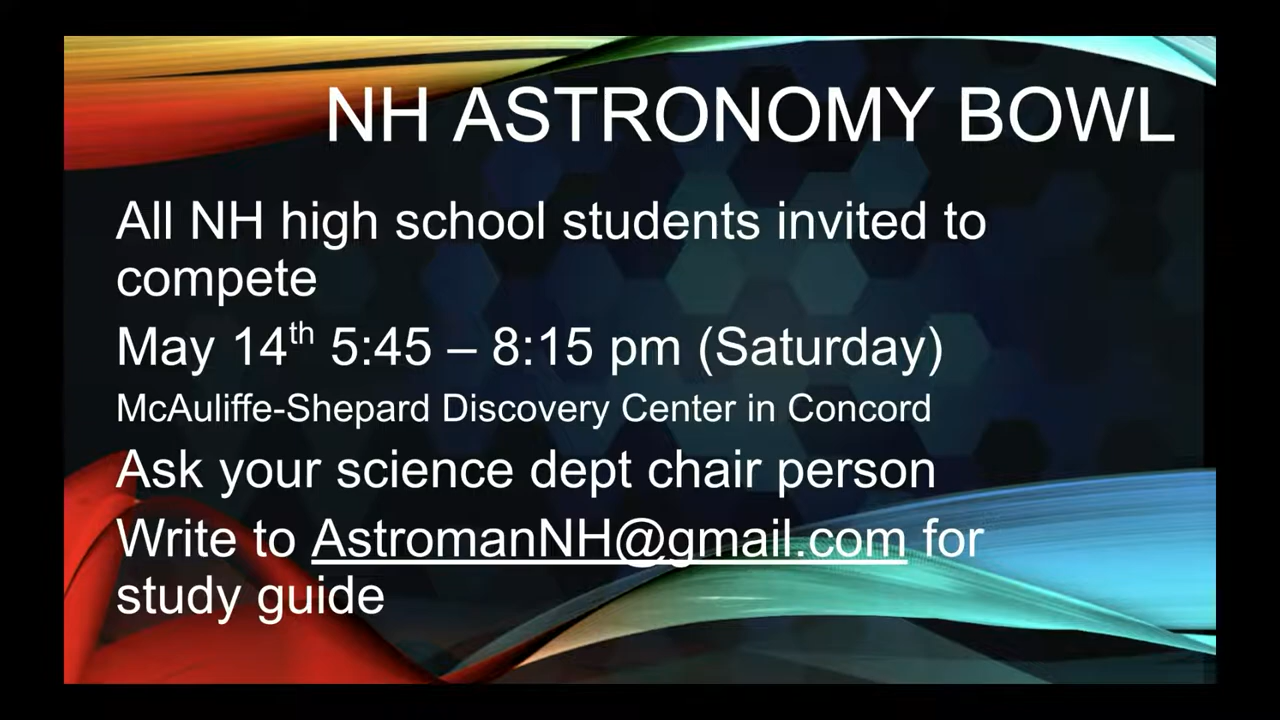 NH ASTRONOMY BOWL
All NH high school students invited to
compete
May 14th 5:45 – 8:15 pm (Saturday)
McAuliffe-Shepard Discovery Center in Concord
Ask your science dept chair person
Write to AstromanNH@gmail.com for
study guide